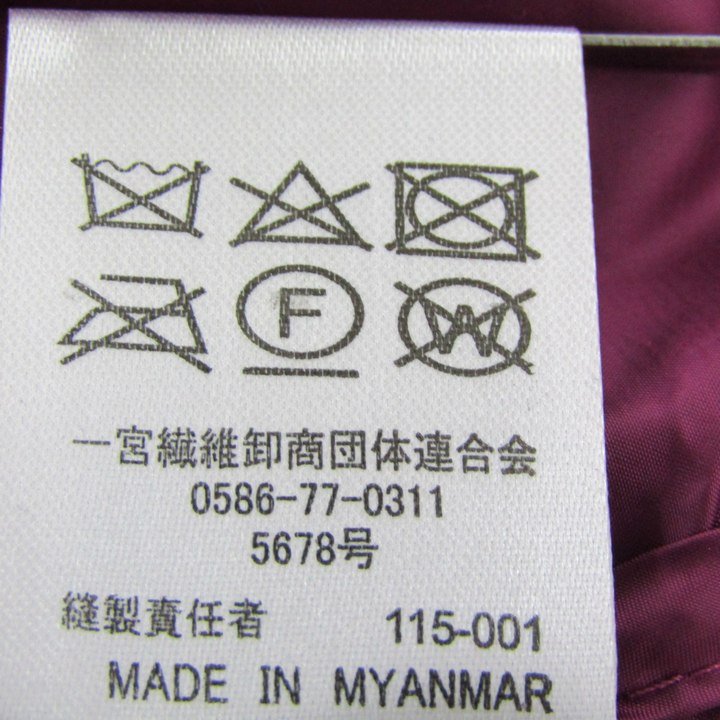 F W
一宮繊維卸商団体連合会
0586-77-0311
5678号
縫製責任者 115-001
MADE IN MYANMAR